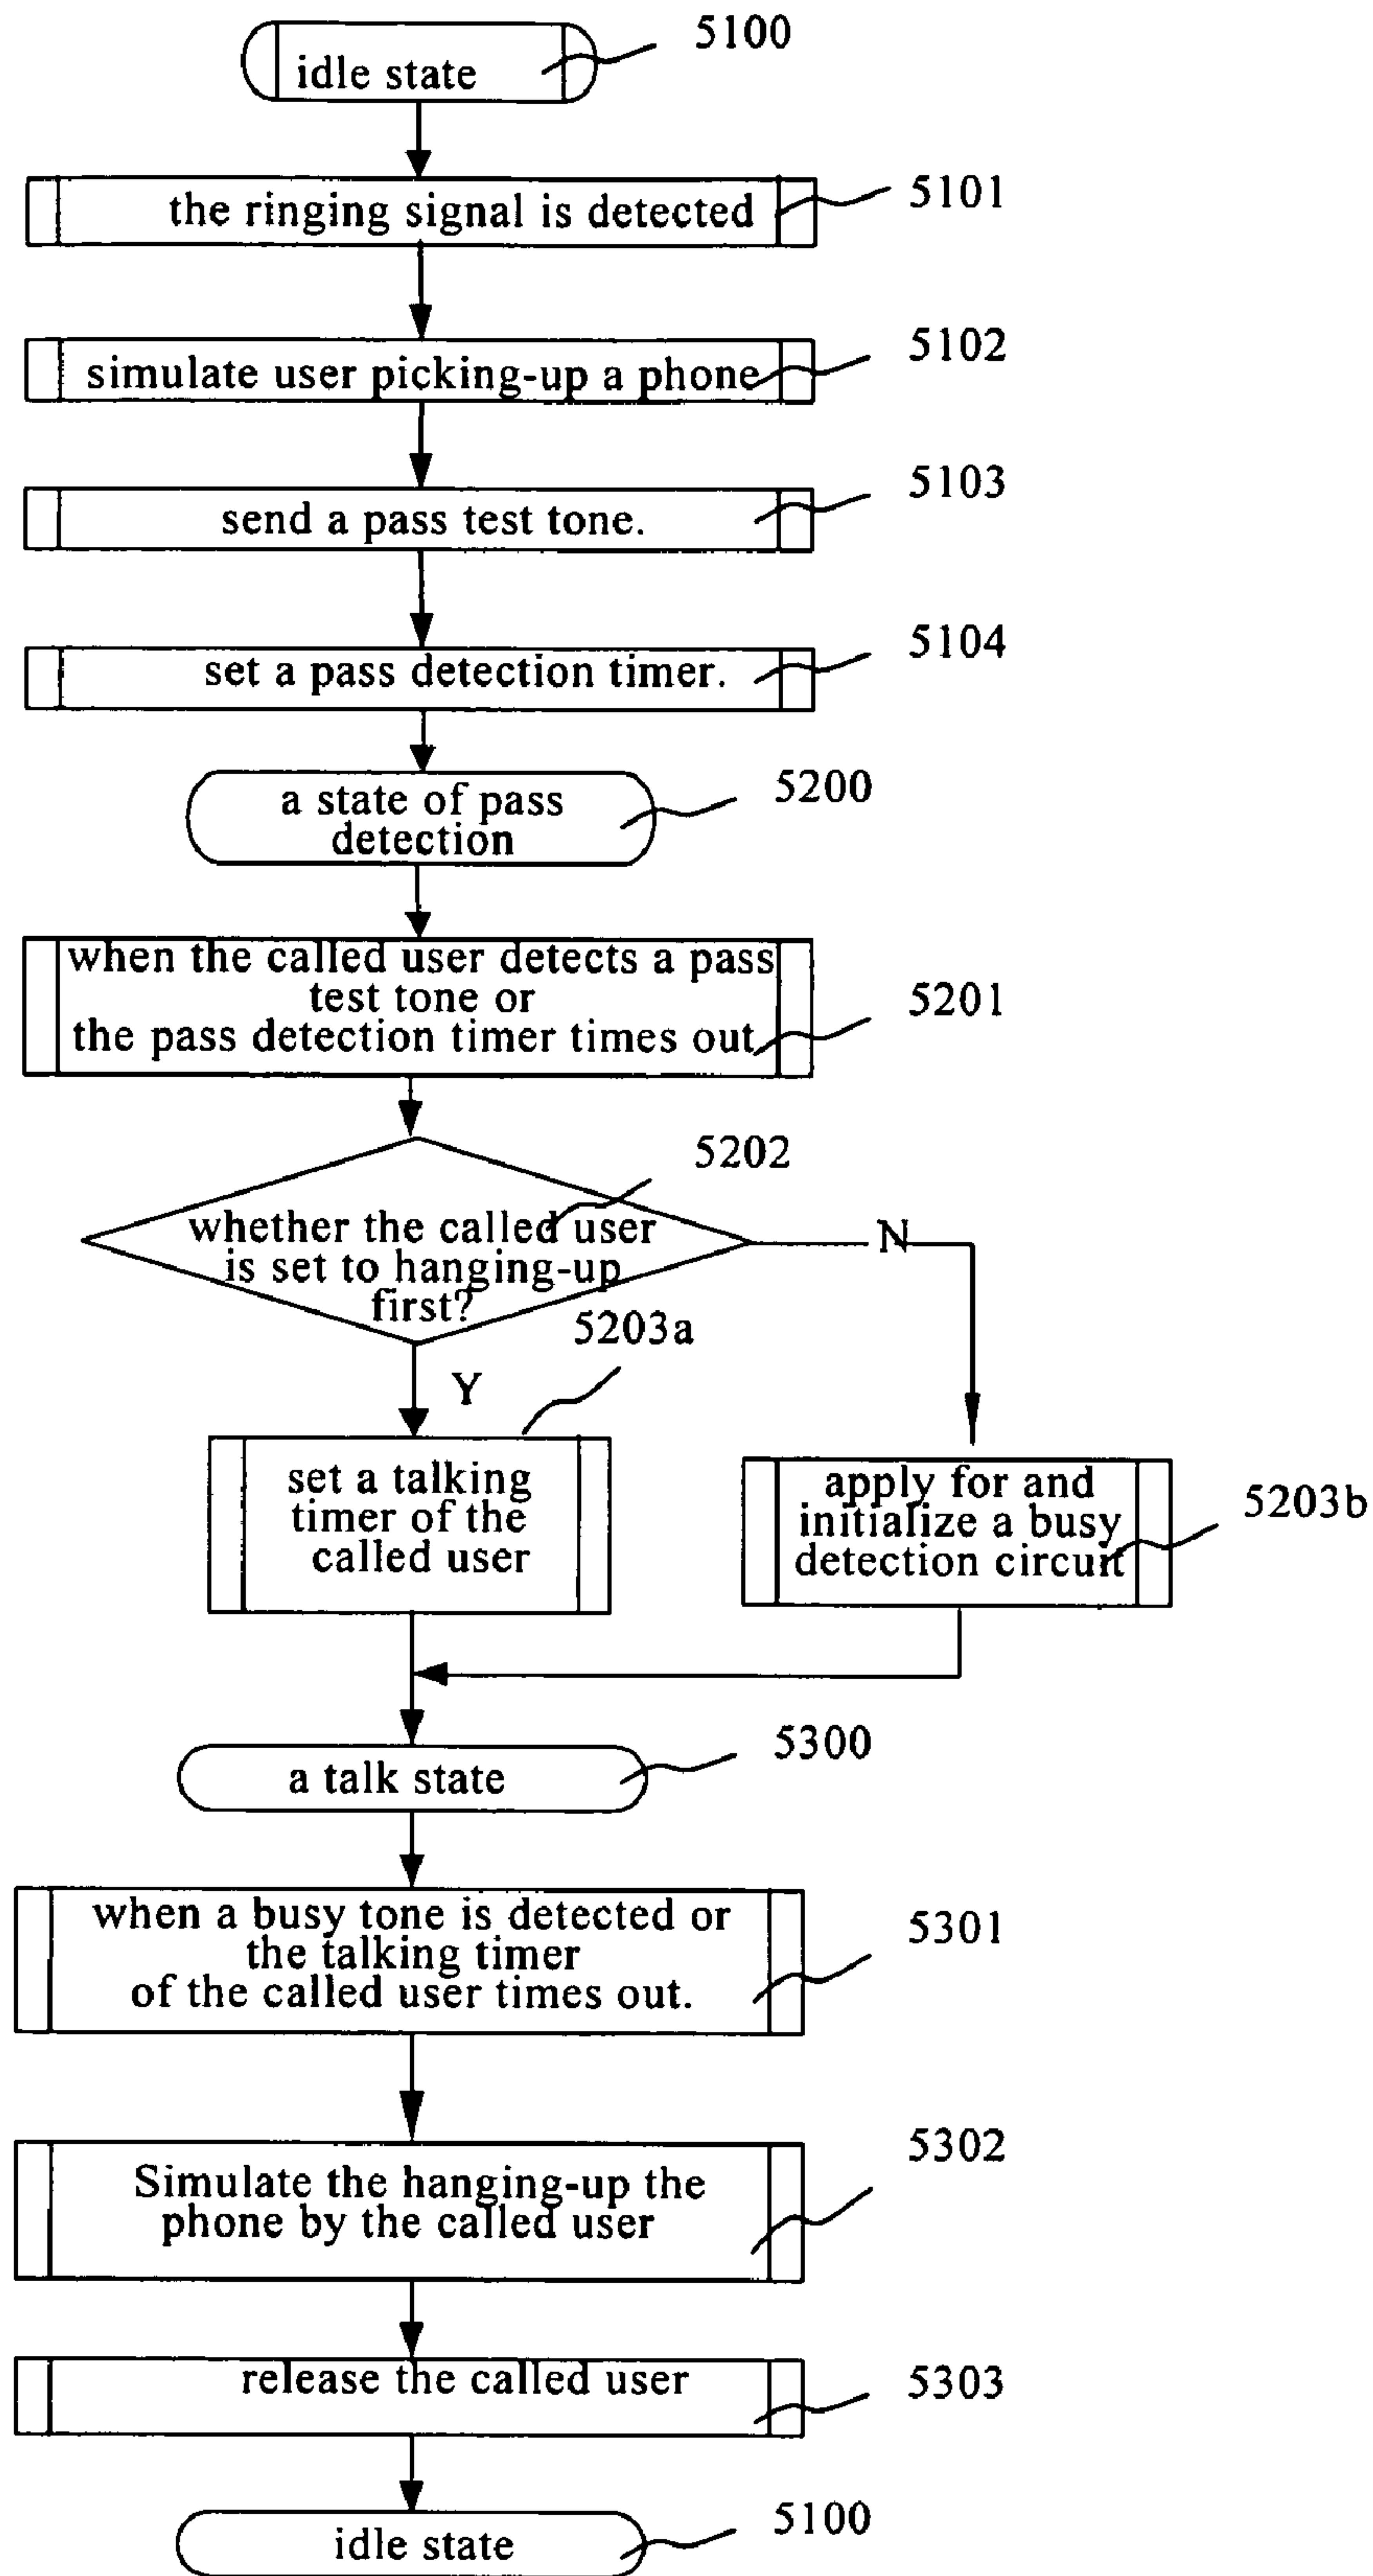 5100
idle state
5101
the ringing signal is detected
5102
simulate user picking-up a phone
5103
send a pass test tone.
5104
set a pass detection timer.
5200
a state of pass
detection
when the called user detects a pass
test tone or
the pass detection timer times out
5201
5202
whether the called user
is set to hanging-up
first?
N
5203a
Y
set a talking
timer of the
called user
apply for and
initialize a busy
detection circuit
5203b
5300
a talk state
when a busy tone is detected or
the talking timer
of the called user times out.
5301
5302
Simulate the hanging-up the
phone by the called user
release the called user
5303
5100
idle state